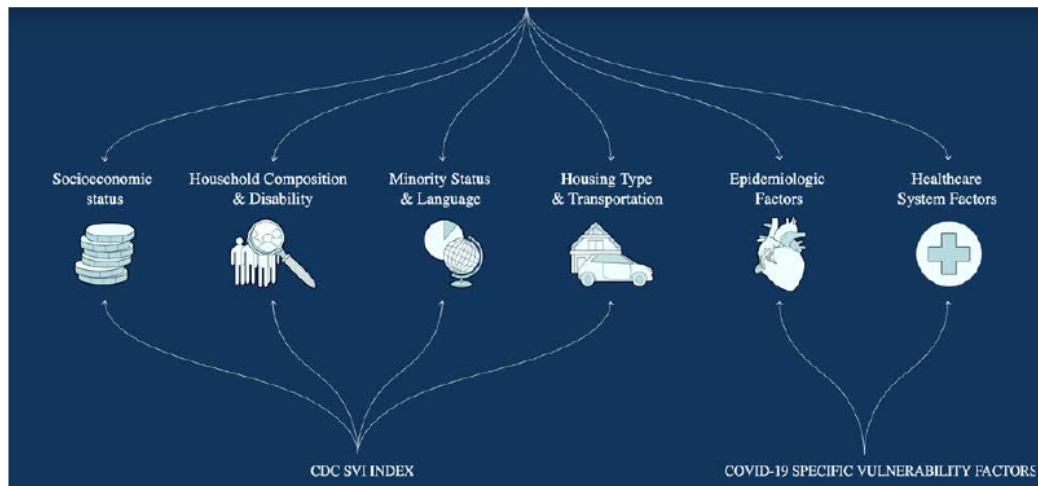 Socioeconomic
status
Household Composition
& Disability
Minority Status
& Language
Housing Type
& Transportation
Epidemiologic
Factors
Healthcare
System Factors
CDC SVI INDEX
COVID-19 SPECIFIC VULNERABILITY FACTORS